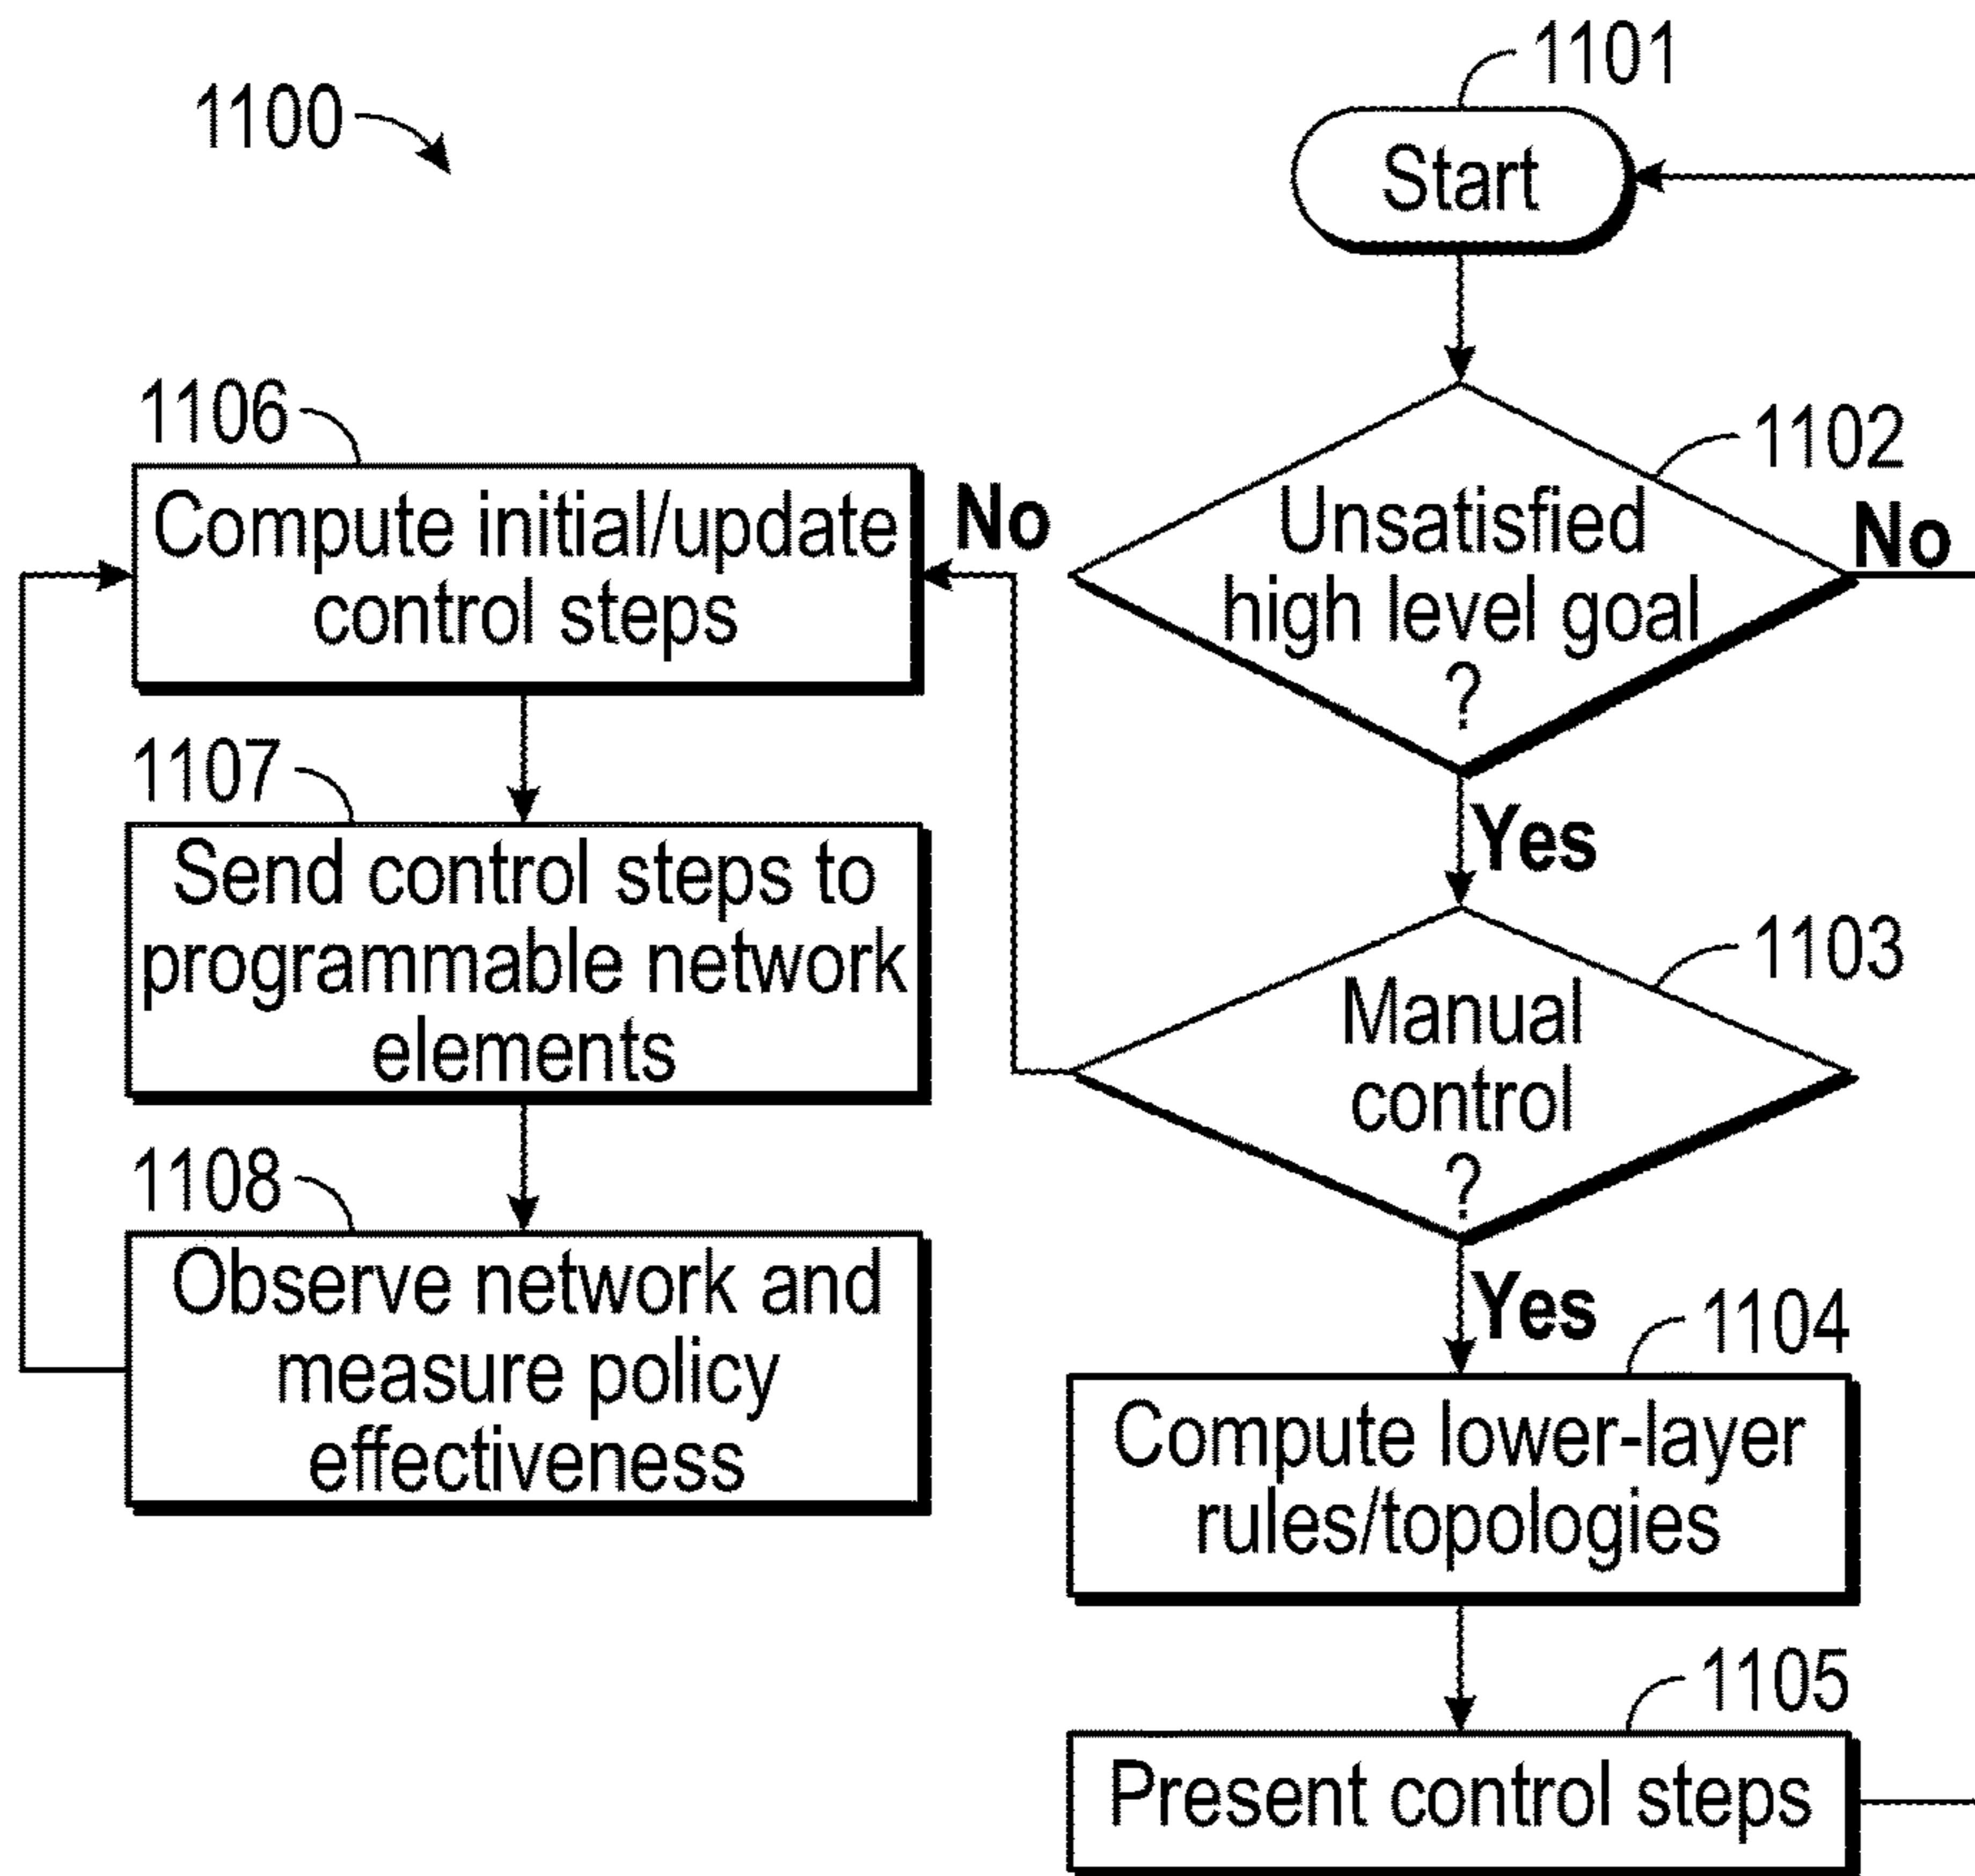 1100
1101
Start
1102
Unsatisfied
high level goal
?
No
Yes
1103
Manual
control
?
No
Yes
1104
Compute lower-layer
rules/topologies
1105
Present control steps
1106
Compute initial/update
control steps
1107
Send control steps to
programmable network
elements
1108
Observe network and
measure policy
effectiveness